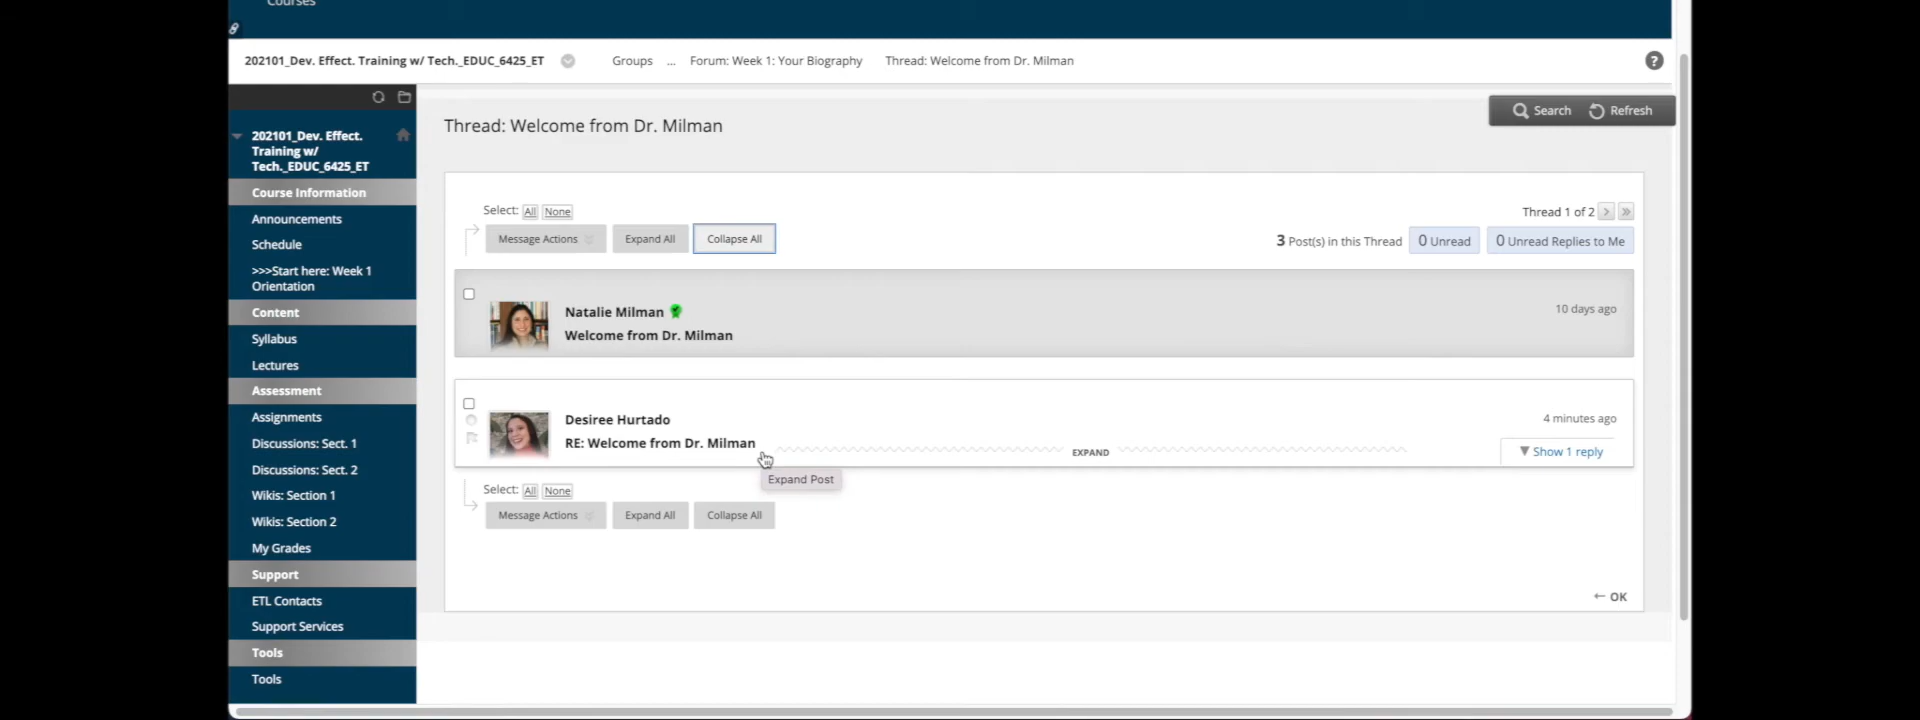 Courses
202101_Dev. Effect. Training w/ Tech._EDUC_6425_ET
Groups ... Forum: Week 1: Your Biography Thread: Welcome from Dr. Milman
?
202101_Dev. Effect.
Training w/
Tech._EDUC_6425_ET
Course Information
Announcements
Schedule
>>>Start here: Week 1
Orientation
Content
Syllabus
Lectures
Assessment
Assignments
Discussions: Sect. 1
Discussions: Sect. 2
Wikis: Section 1
Wikis: Section 2
My Grades
Support
ETL Contacts
Support Services
Tools
Tools
Search Refresh
Thread: Welcome from Dr. Milman
Select: All None
Thread 1 of 2
Message Actions Expand All Collapse All
3 Post(s) in this Thread 0 Unread 0 Unread Replies to Me
Natalie Milman
10 days ago
Welcome from Dr. Milman
Desiree Hurtado
4 minutes ago
RE: Welcome from Dr. Milman
EXPAND
Show 1 reply
Expand Post
Select: All None
Message Actions Expand All Collapse All
← OK